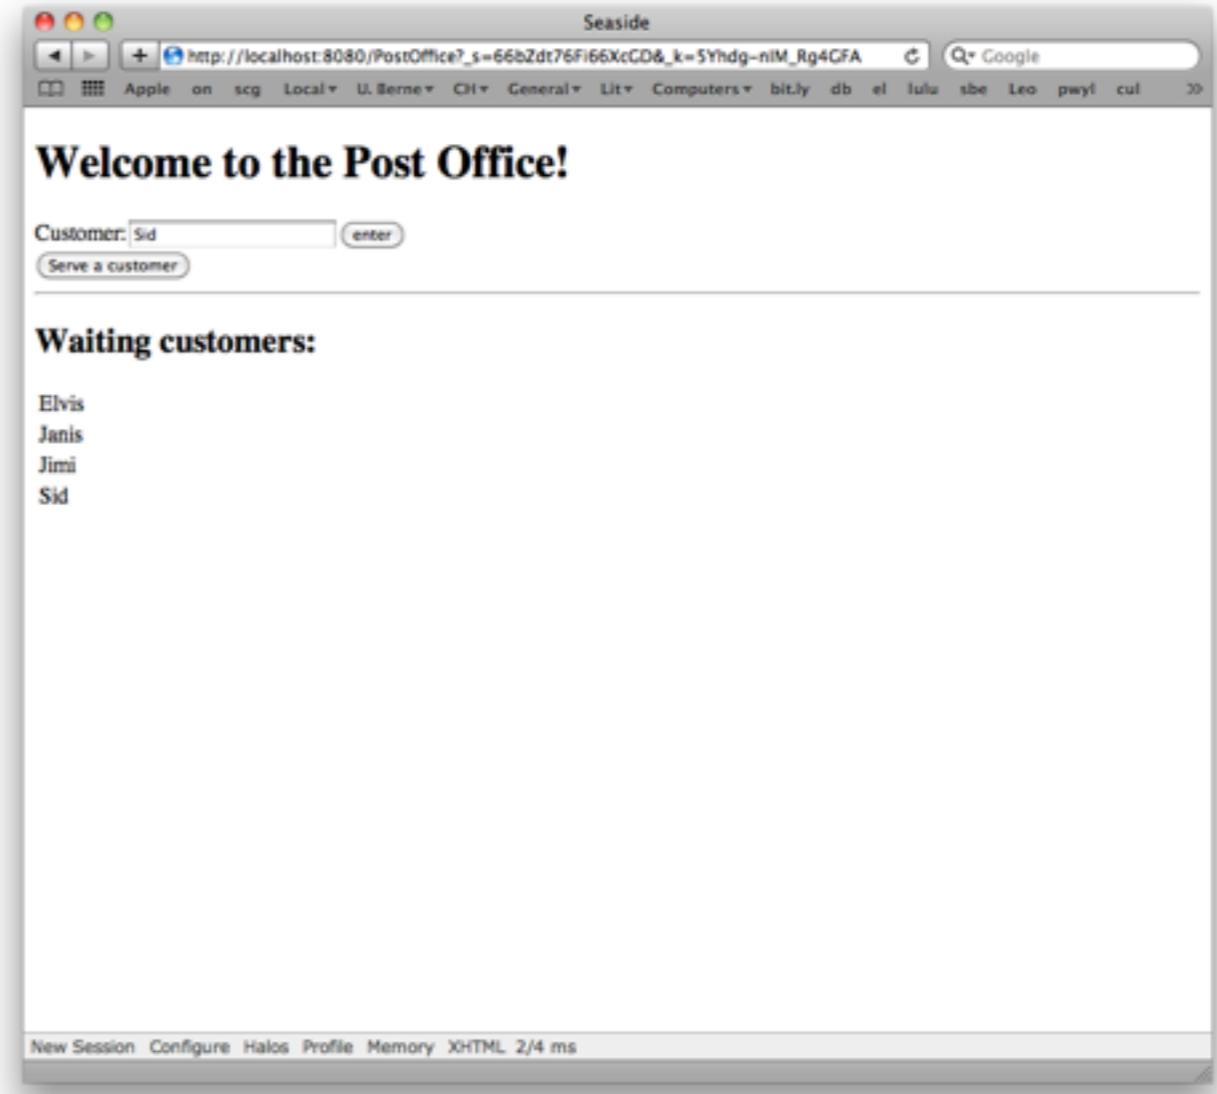 Seaside
http://localhost:8080/PostOffice?_s=66bZdt76Fi66XcGD&_k=5Yhdg-nIM_Rg4GFA Google
Apple on scg Local U. Berne CH General Lit Computers bit.ly db el lulu sbe Leo pwyl cul
Welcome to the Post Office!
Customer: Sid enter
Serve a customer
Waiting customers:
Elvis
Janis
Jimi
Sid
New Session Configure Halos Profile Memory XHTML 2/4 ms